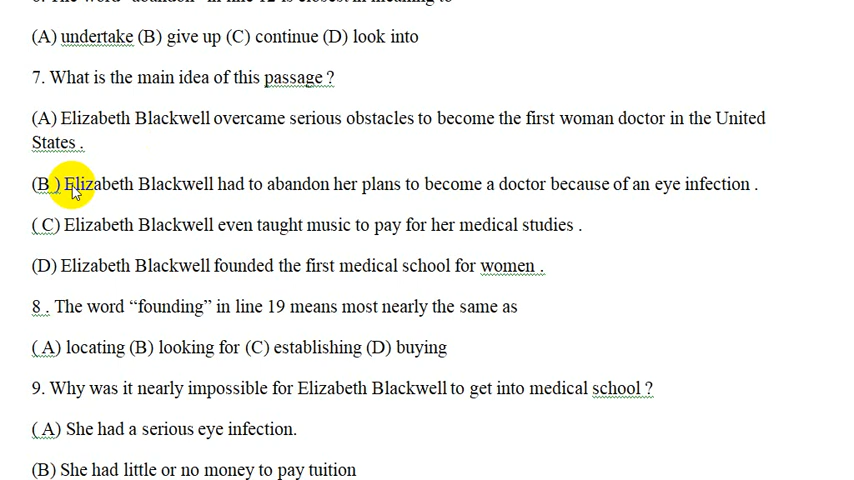 (A) undertake (B) give up (C) continue (D) look into
7. What is the main idea of this passage ?
(A) Elizabeth Blackwell overcame serious obstacles to become the first woman doctor in the United
States .
(B ) Elizabeth Blackwell had to abandon her plans to become a doctor because of an eye infection .
( C) Elizabeth Blackwell even taught music to pay for her medical studies .
(D) Elizabeth Blackwell founded the first medical school for women .
8 . The word “founding” in line 19 means most nearly the same as
( A) locating (B) looking for (C) establishing (D) buying
9. Why was it nearly impossible for Elizabeth Blackwell to get into medical school ?
( A) She had a serious eye infection.
(B) She had little or no money to pay tuition